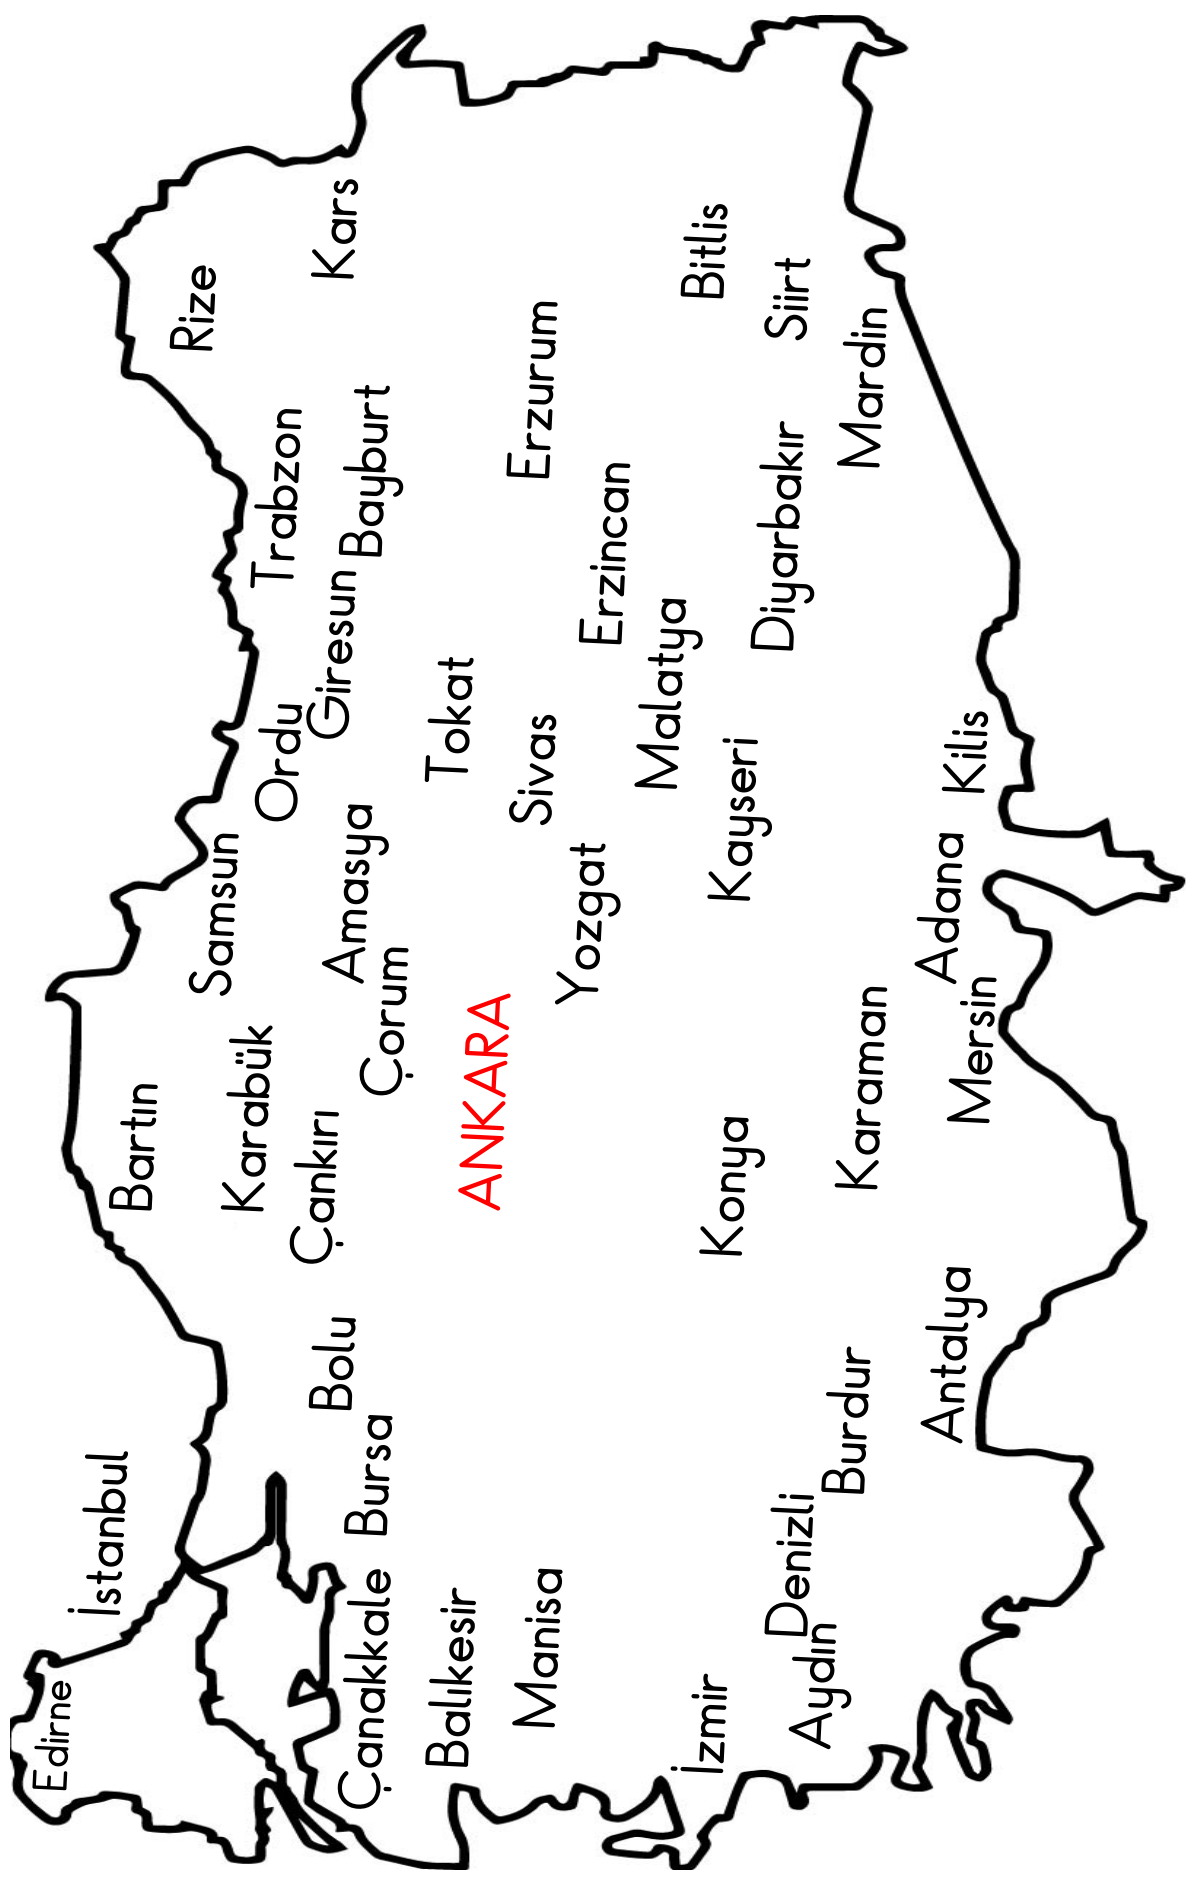 Edirne
İstanbul
Bartın
Samsun
Rize
Karabük
Ordu
Trabzon
Kars
Çankırı
Bolu
Amasya
Giresun
Bayburt
Çanakkale
Bursa
Çorum
Tokat
Balıkesir
ANKARA
Sivas
Erzurum
Manisa
Yozgat
Erzincan
Malatya
Bitlis
İzmir
Konya
Kayseri
Diyarbakır
Siirt
Denizli
Aydın
Burdur
Karaman
Mardin
Antalya
Adana
Kilis
Mersin